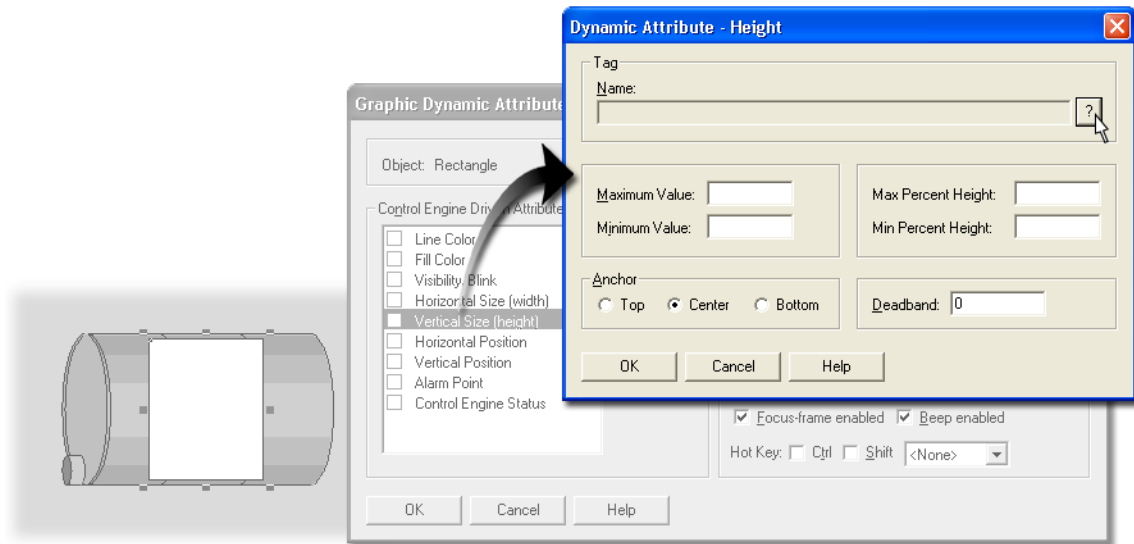 Dynamic Attribute - Height
Tag
Name:
?
Maximum Value:
Minimum Value:
Max Percent Height:
Min Percent Height:
Anchor
Top Center Bottom
Deadband: 0
OK Cancel Help
Graphic Dynamic Attribute
Object: Rectangle
Control Engine Driven Attribute
Line Color
Fill Color
Visibility, Blink
Horizontal Size (width)
Vertical Size (height)
Horizontal Position
Vertical Position
Alarm Point
Control Engine Status
Focus-frame enabled Beep enabled
Hot Key: Ctrl Shift <None>
OK Cancel Help